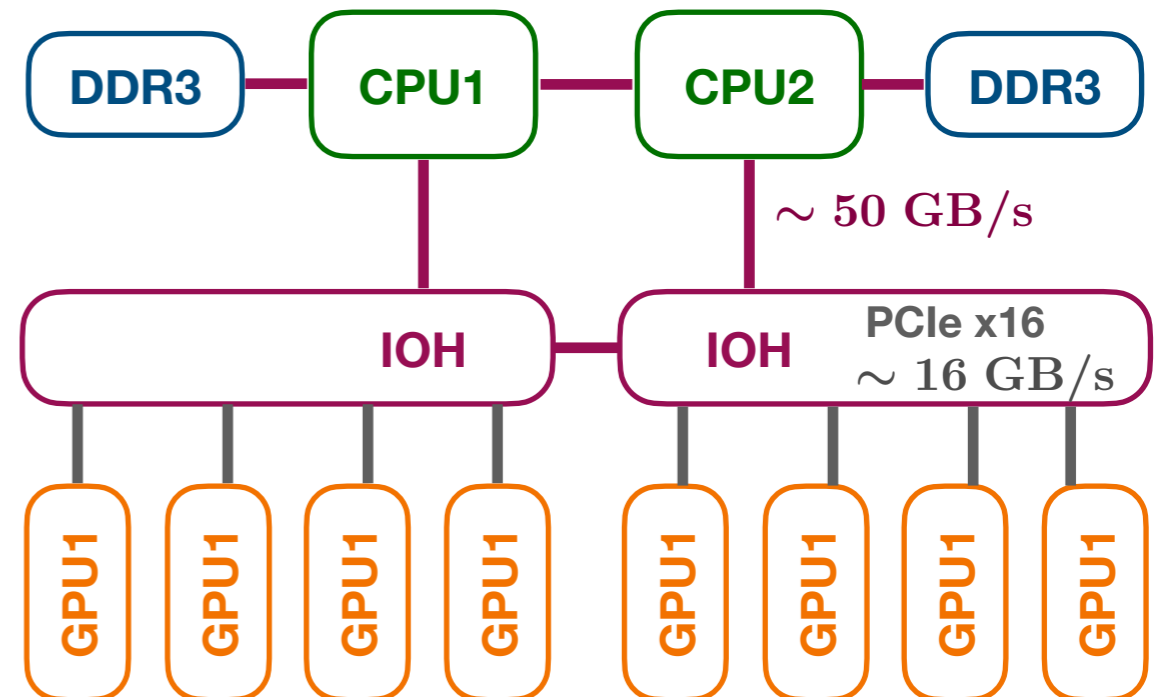 DDR3
CPU1
CPU2
DDR3
~ 50 GB/s
IOH
IOH
PCIe x16
~ 16 GB/s
GPU1
GPU1
GPU1
GPU1
GPU1
GPU1
GPU1
GPU1